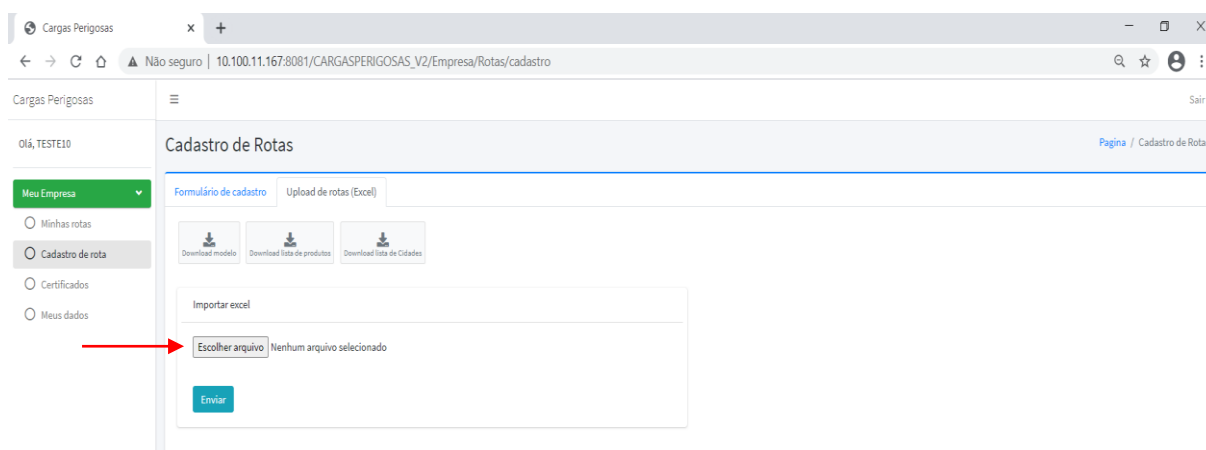 Cargas Perigosas
Não seguro | 10.100.11.167:8081/CARGASPERIGOSAS_V2/Empresa/Rotas/cadastro
Cargas Perigosas
Sair
Olá, TESTE10
Cadastro de Rotas
Pagina / Cadastro de Rota
Meu Empresa
Minhas rotas
Cadastro de rota
Certificados
Meus dados
Formulário de cadastro
Upload de rotas (Excel)
Download modelo
Download lista de produtos
Download lista de Cidades
Importar excel
Escolher arquivo Nenhum arquivo selecionado
Enviar